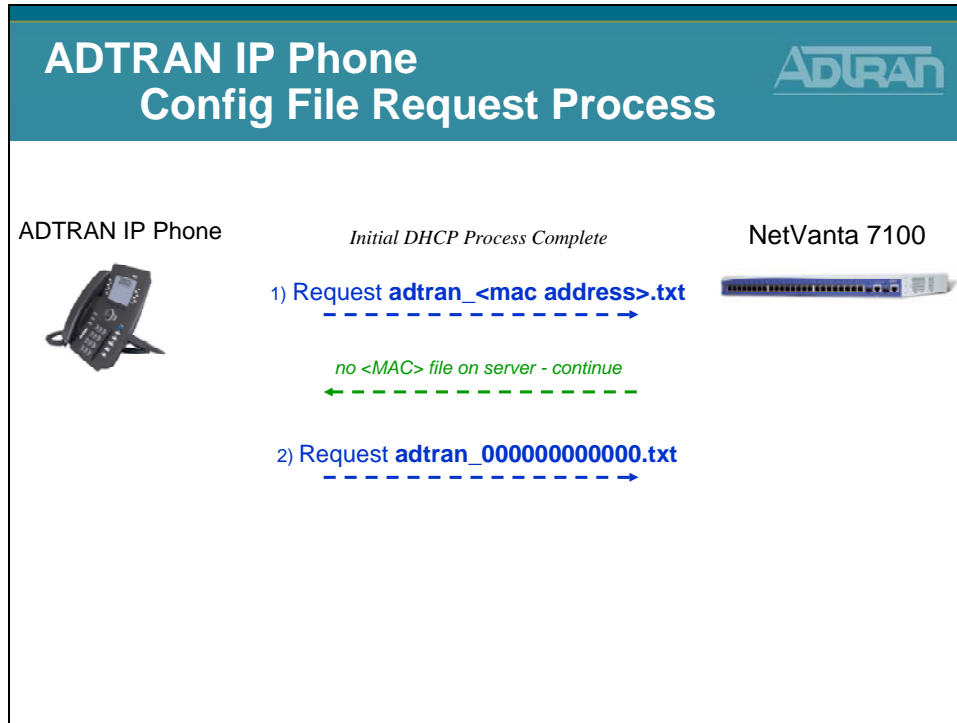 ADTRAN IP Phone
Config File Request Process
ADTRAN
ADTRAN IP Phone
Initial DHCP Process Complete
NetVanta 7100
1) Request adtran_<mac address>.txt
no <MAC> file on server - continue
2) Request adtran_000000000000.txt